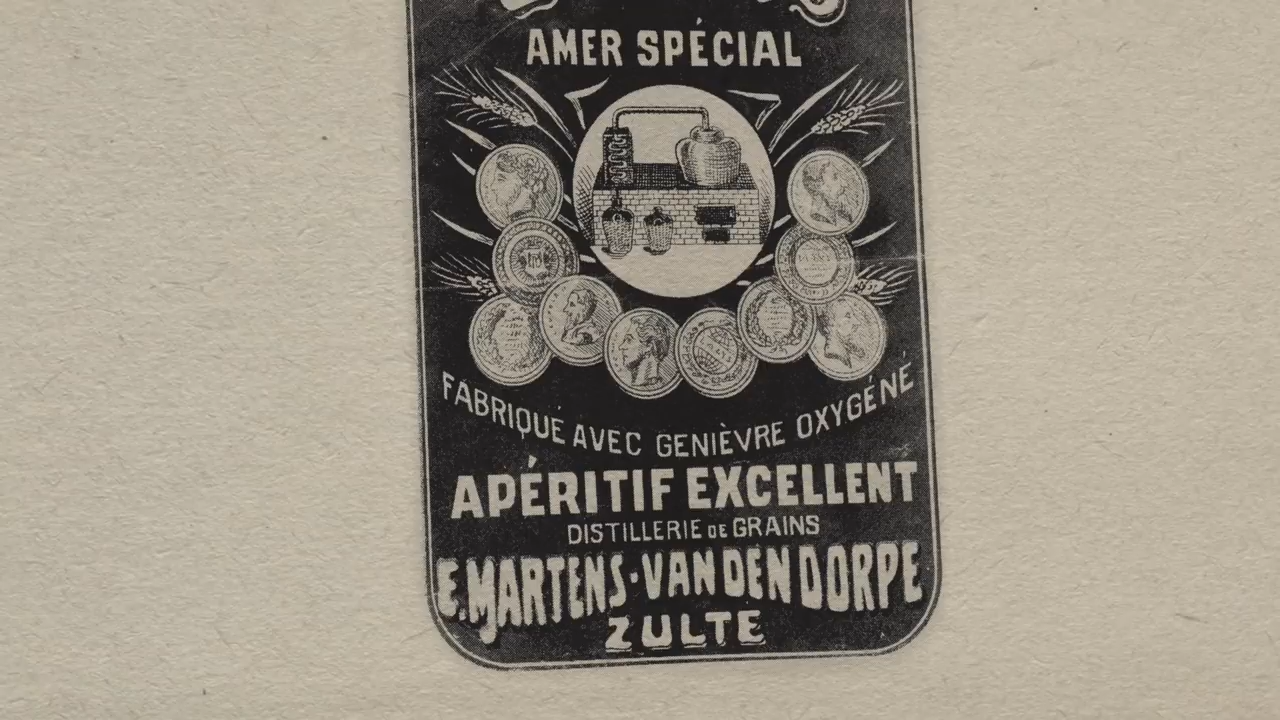 AMER SPÉCIAL
FABRIQUÉ AVEC GENIÈVRE OXYGÉNÉ
APÉRITIF EXCELLENT
DISTILLERIE DE GRAINS
E. MARTENS-VAN DEN DORPE
ZULTE